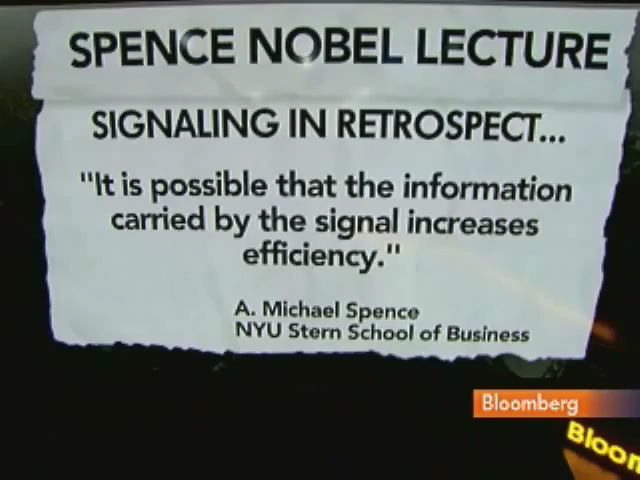 SPENCE NOBEL LECTURE
SIGNALING IN RETROSPECT...
"It is possible that the information
carried by the signal increases
efficiency."
A. Michael Spence
NYU Stern School of Business
Bloomberg
Bloom